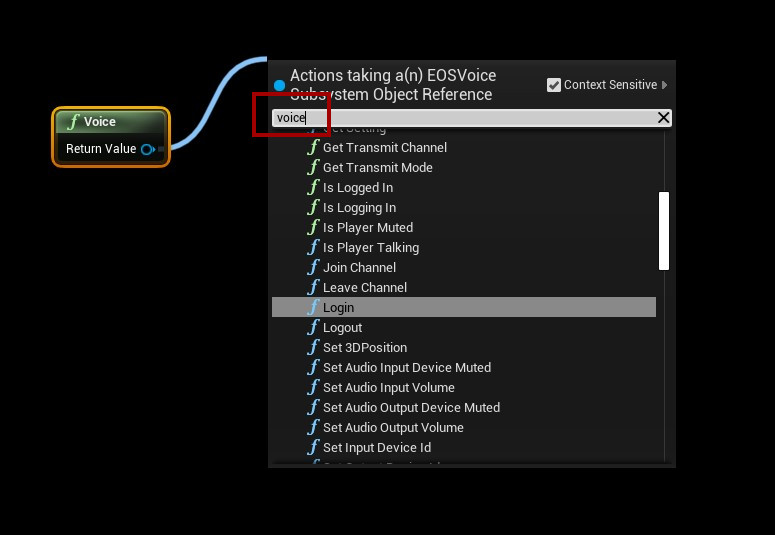 Actions taking a(n) EOSVoice
Subsystem Object Reference
Context Sensitive
voice
f Voice
Return Value
Get Setting
f Get Transmit Channel
f Get Transmit Mode
f Is Logged In
f Is Logging In
f Is Player Muted
f Is Player Talking
f Join Channel
f Leave Channel
f Login
f Logout
f Set 3DPosition
f Set Audio Input Device Muted
f Set Audio Input Volume
f Set Audio Output Device Muted
f Set Audio Output Volume
f Set Input Device Id